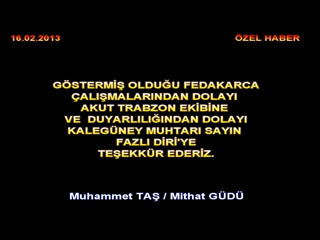 16.02.2013 ÖZEL HABER
GÖSTERMİŞ OLDUĞU FEDAKARCA
ÇALIŞMALARINDAN DOLAYI
AKUT TRABZON EKİBİNE
VE DUYARLILIĞINDAN DOLAYI
KALEGÜNEY MUHTARI SAYIN
FAZLI DİRİ'YE
TEŞEKKÜR EDERİZ.
Muhammet TAŞ / Mithat GÜDÜ